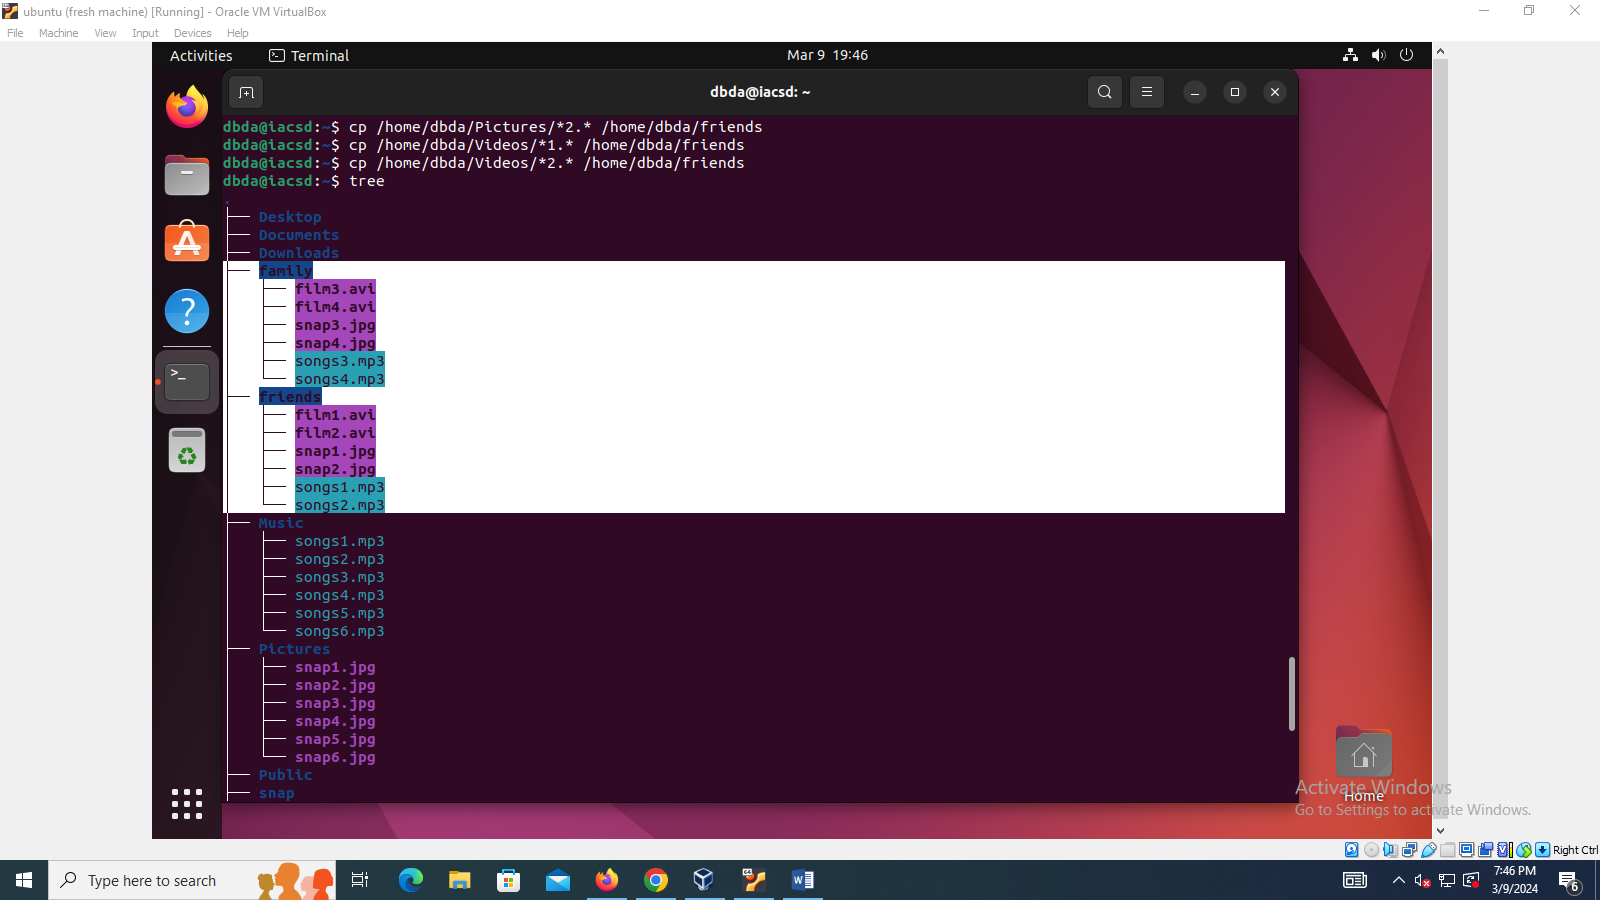 ubuntu (fresh machine) [Running] - Oracle VM VirtualBox
File Machine View Input Devices Help
Activities Terminal Mar 9 19:46
dbda@iacsd: ~
dbda@iacsd:~$ cp /home/dbda/Pictures/*2.* /home/dbda/friends
dbda@iacsd:~$ cp /home/dbda/Videos/*1.* /home/dbda/friends
dbda@iacsd:~$ cp /home/dbda/Videos/*2.* /home/dbda/friends
dbda@iacsd:~$ tree
.
├── Desktop
├── Documents
├── Downloads
├── family
│   ├── film3.avi
│   ├── film4.avi
│   ├── snap3.jpg
│   ├── snap4.jpg
│   ├── songs3.mp3
│   └── songs4.mp3
├── friends
│   ├── film1.avi
│   ├── film2.avi
│   ├── snap1.jpg
│   ├── snap2.jpg
│   ├── songs1.mp3
│   └── songs2.mp3
├── Music
│   ├── songs1.mp3
│   ├── songs2.mp3
│   ├── songs3.mp3
│   ├── songs4.mp3
│   ├── songs5.mp3
│   └── songs6.mp3
├── Pictures
│   ├── snap1.jpg
│   ├── snap2.jpg
│   ├── snap3.jpg
│   ├── snap4.jpg
│   ├── snap5.jpg
│   └── snap6.jpg
├── Public
├── snap
Home
Activate Windows
Go to Settings to activate Windows.
Right Ctrl
Type here to search
7:46 PM
3/9/2024
6